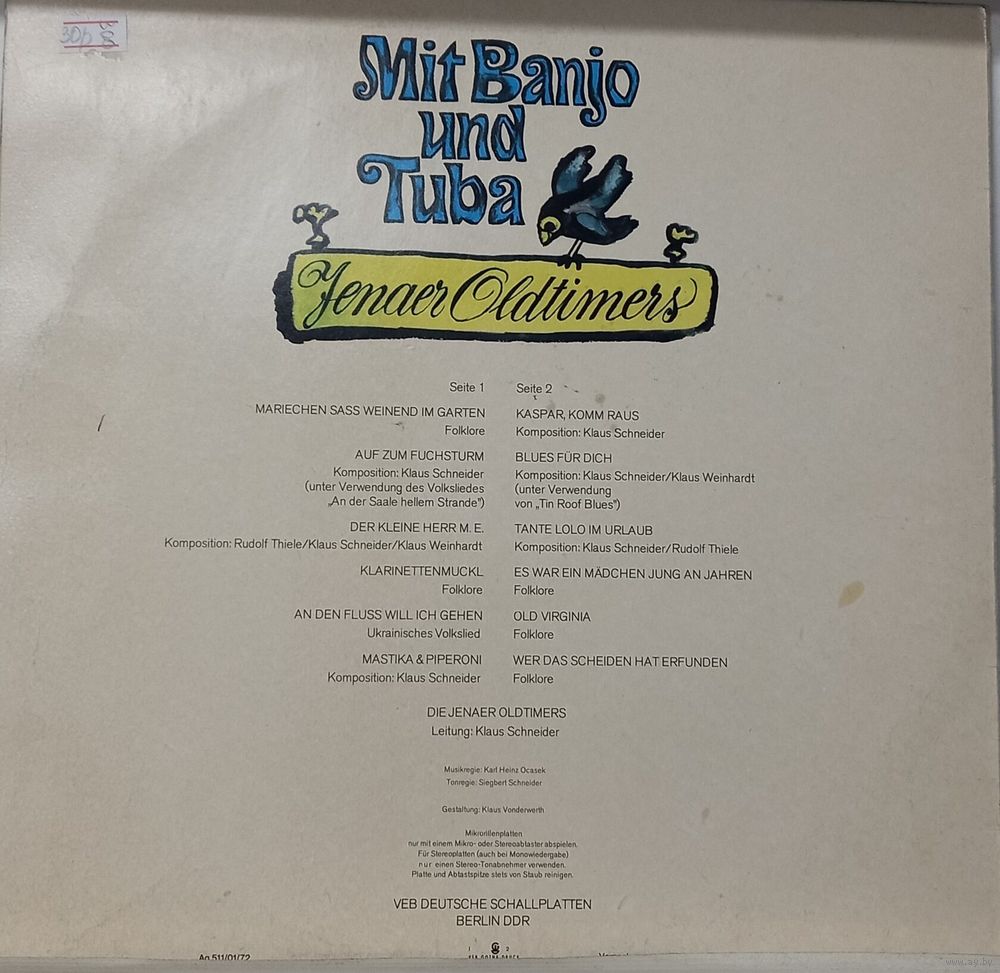 Mit Banjo
und
Tuba
Jenaer Oldtimers
Seite 1
MARIECHEN SASS WEINEND IM GARTEN
Folklore
AUF ZUM FUCHSTURM
Komposition: Klaus Schneider
(unter Verwendung des Volksliedes
„An der Saale hellem Strande")
DER KLEINE HERR M. E.
Komposition: Rudolf Thiele/Klaus Schneider/Klaus Weinhardt
KLARINETTENMUCKL
Folklore
AN DEN FLUSS WILL ICH GEHEN
Ukrainisches Volkslied
MASTIKA & PIPERONI
Komposition: Klaus Schneider
Seite 2
KASPAR, KOMM RAUS
Komposition: Klaus Schneider
BLUES FÜR DICH
Komposition: Klaus Schneider/Klaus Weinhardt
(unter Verwendung
von „Tin Roof Blues")
TANTE LOLO IM URLAUB
Komposition: Klaus Schneider/Rudolf Thiele
ES WAR EIN MÄDCHEN JUNG AN JAHREN
Folklore
OLD VIRGINIA
Folklore
WER DAS SCHEIDEN HAT ERFUNDEN
Folklore
DIE JENAER OLDTIMERS
Leitung: Klaus Schneider
Musikregie: Karl Heinz Ocasek
Tonregie: Siegbert Schneider
Gestaltung: Klaus Vonderwerth
Mikrorillenplatten
nur mit einem Mikro- oder Stereoabtaster abspielen.
Für Stereoplatten (auch bei Monowiedergabe)
nur einen Stereo-Tonabnehmer verwenden.
Platte und Abtastspitze stets von Staub reinigen.
VEB DEUTSCHE SCHALLPLATTEN
BERLIN DDR
Ag 511/01/72
www.ay.by